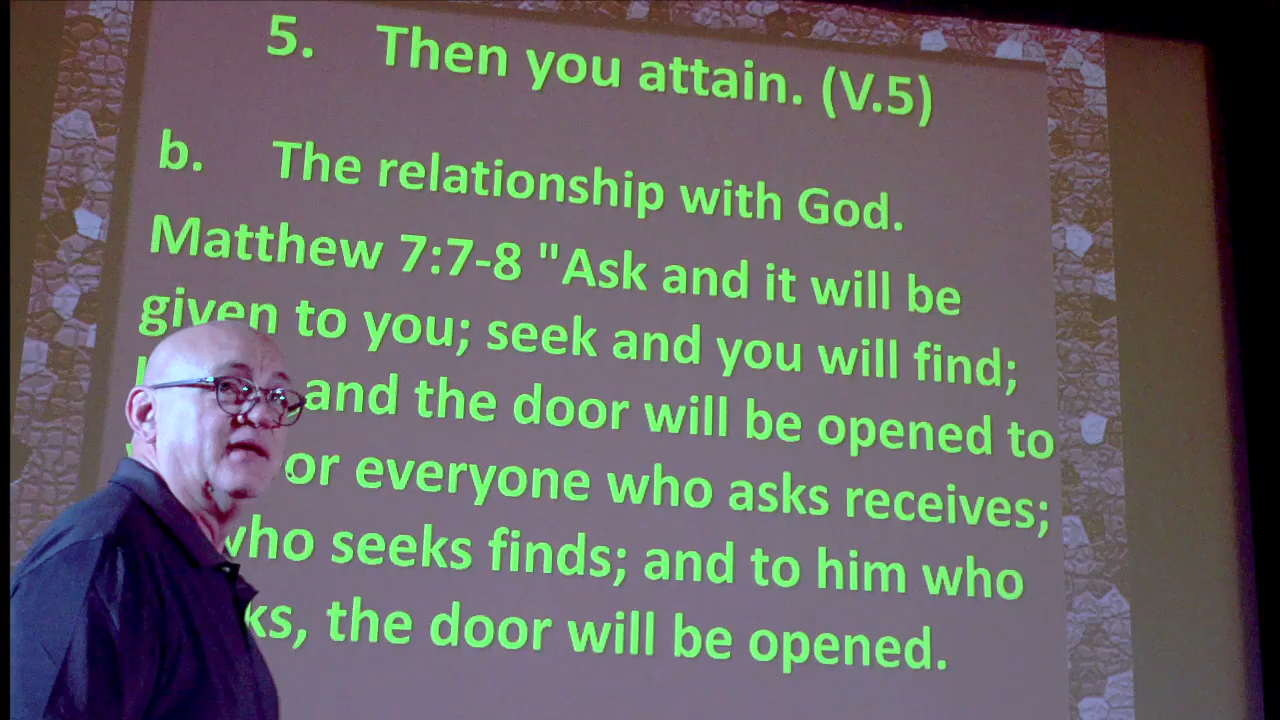 5. Then you attain. (V.5)
b. The relationship with God.
Matthew 7:7-8 "Ask and it will be
given to you; seek and you will find;
and the door will be opened to
everyone who asks receives;
who seeks finds; and to him who
the door will be opened.